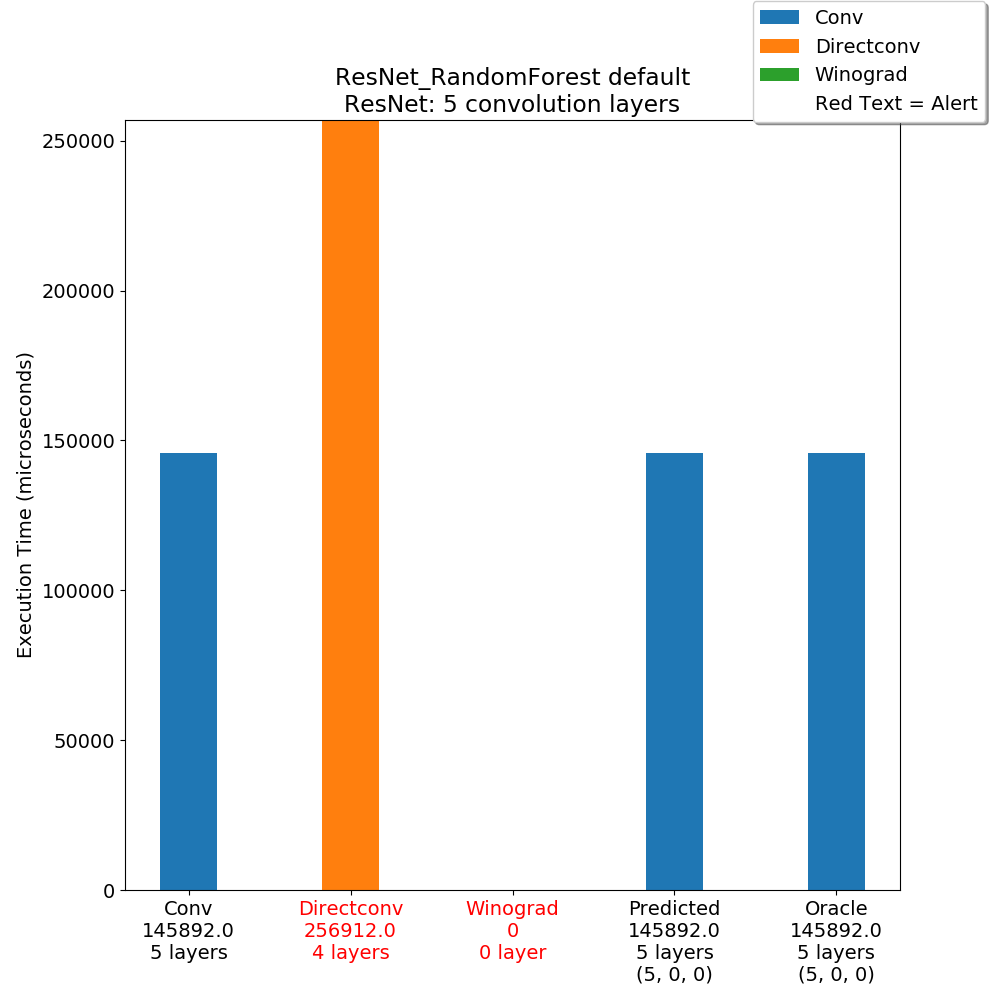 Conv
Directconv
Winograd
Red Text = Alert
ResNet_RandomForest default
ResNet: 5 convolution layers
Execution Time (microseconds)
250000
200000
150000
100000
50000
0
Conv
145892.0
5 layers
Directconv
256912.0
4 layers
Winograd
0
0 layer
Predicted
145892.0
5 layers
(5, 0, 0)
Oracle
145892.0
5 layers
(5, 0, 0)